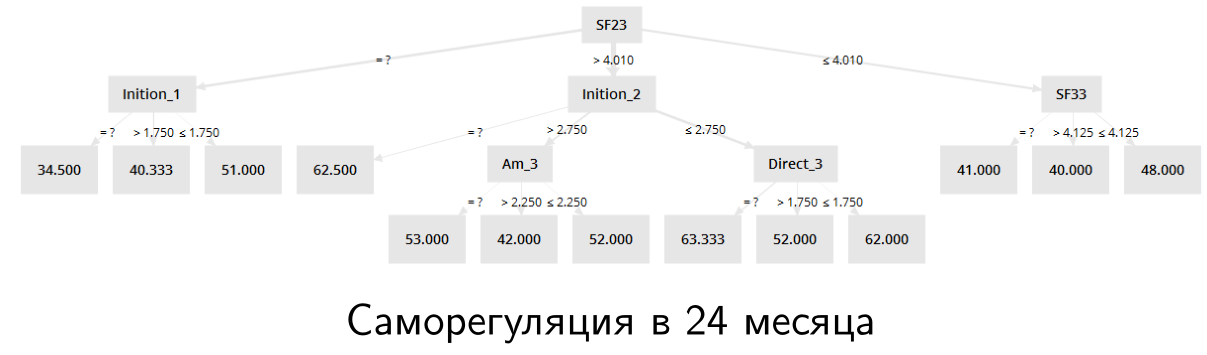 SF23
= ? > 4.010 ≤ 4.010
Inition_1 Inition_2 SF33
= ? > 1.750 ≤ 1.750 = ? > 2.750 ≤ 2.750 = ? > 4.125 ≤ 4.125
34.500 40.333 51.000 62.500 Am_3 Direct_3 41.000 40.000 48.000
= ? > 2.250 ≤ 2.250 = ? > 1.750 ≤ 1.750
53.000 42.000 52.000 63.333 52.000 62.000
Саморегуляция в 24 месяца